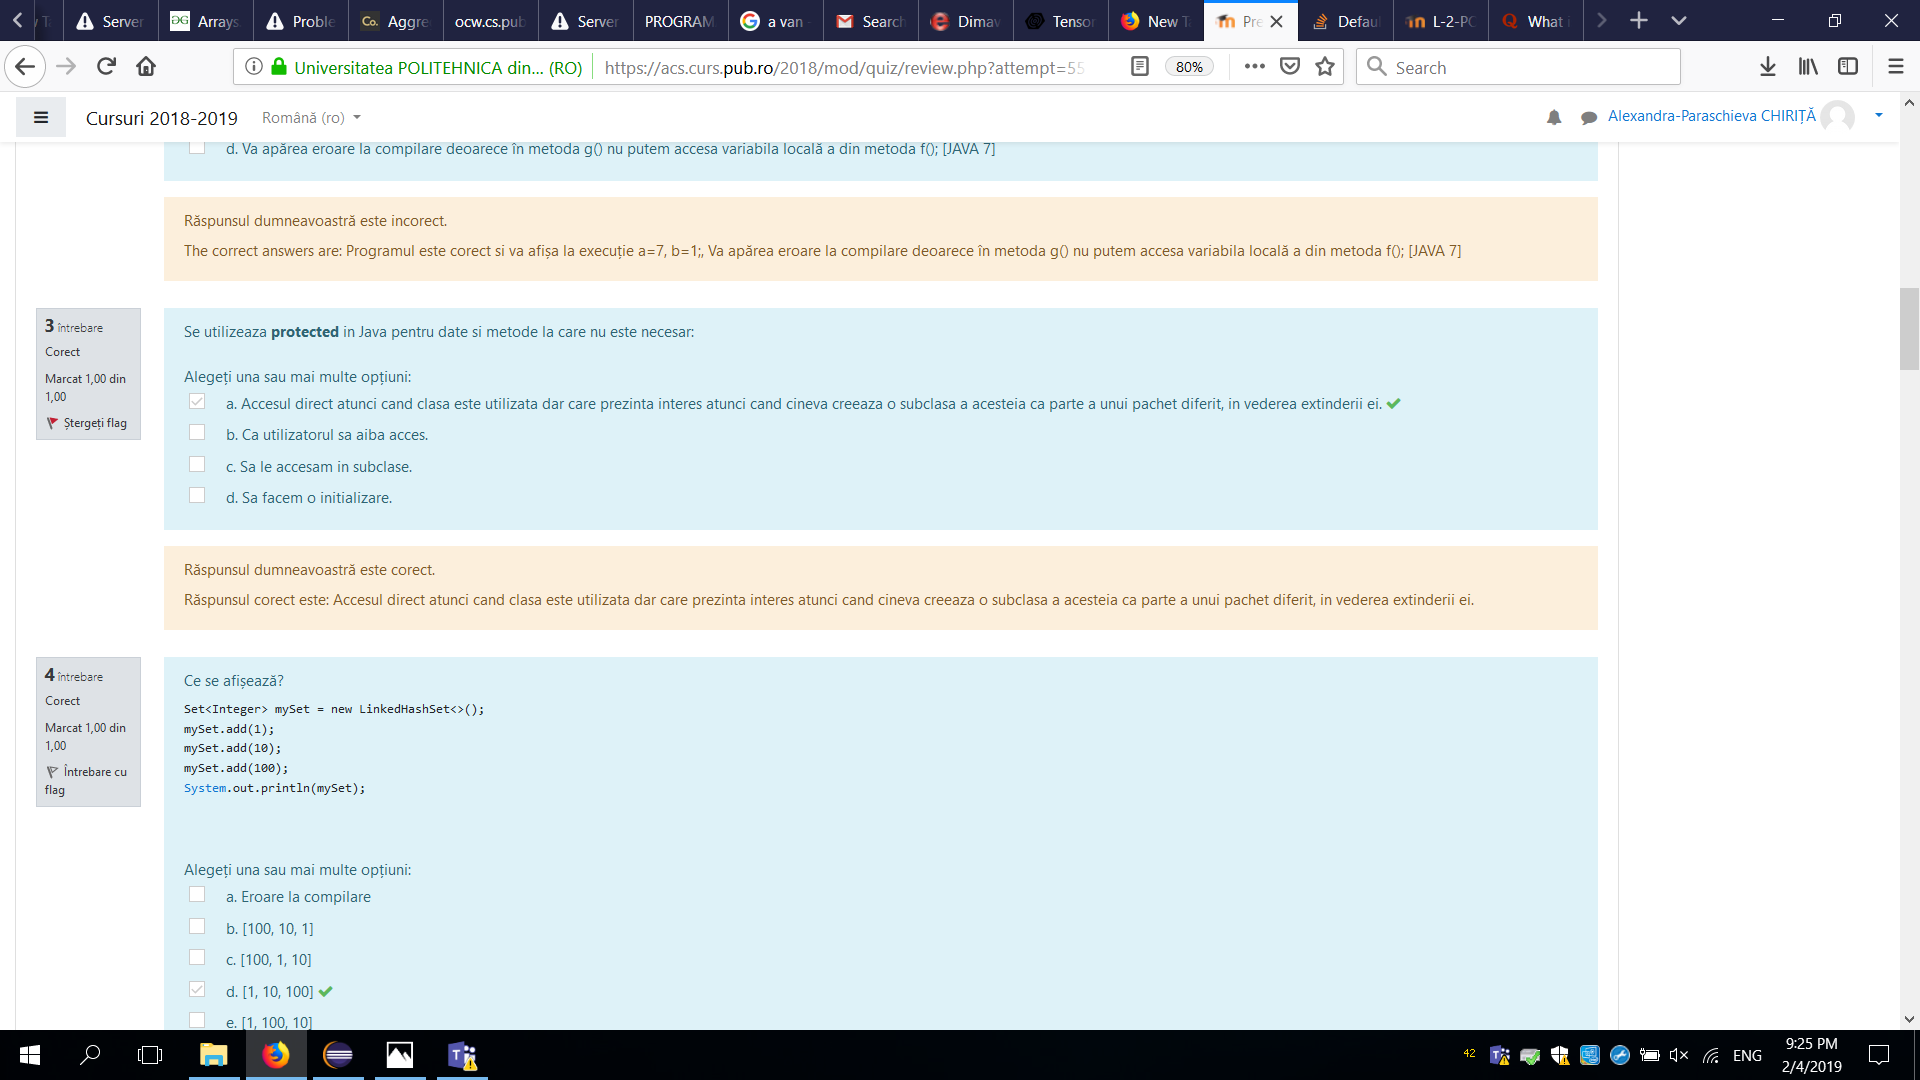 Server
Arrays.
Proble
Co. Aggre
ocw.cs.pub
Server
PROGRAM
a van
Search
Dimav
Tensor
New T
Pre
Defaul
L-2-PO
What i
Universitatea POLITEHNICA din... (RO)
https://acs.curs.pub.ro/2018/mod/quiz/review.php?attempt=55
80%
Search
Cursuri 2018-2019
Română (ro)
Alexandra-Paraschieva CHIRIȚĂ
d. Va apărea eroare la compilare deoarece în metoda g() nu putem accesa variabila locală a din metoda f(); [JAVA 7]
Răspunsul dumneavoastră este incorect.
The correct answers are: Programul este corect si va afișa la execuție a=7, b=1;, Va apărea eroare la compilare deoarece în metoda g() nu putem accesa variabila locală a din metoda f(); [JAVA 7]
3 întrebare
Corect
Marcat 1,00 din
1,00
Ștergeți flag
Se utilizeaza protected in Java pentru date si metode la care nu este necesar:
Alegeți una sau mai multe opțiuni:
a. Accesul direct atunci cand clasa este utilizata dar care prezinta interes atunci cand cineva creeaza o subclasa a acesteia ca parte a unui pachet diferit, in vederea extinderii ei.
b. Ca utilizatorul sa aiba acces.
c. Sa le accesam in subclase.
d. Sa facem o initializare.
Răspunsul dumneavoastră este corect.
Răspunsul corect este: Accesul direct atunci cand clasa este utilizata dar care prezinta interes atunci cand cineva creeaza o subclasa a acesteia ca parte a unui pachet diferit, in vederea extinderii ei.
4 întrebare
Corect
Marcat 1,00 din
1,00
Întrebare cu
flag
Ce se afișează?
Set<Integer> mySet = new LinkedHashSet<>();
mySet.add(1);
mySet.add(10);
mySet.add(100);
System.out.println(mySet);
Alegeți una sau mai multe opțiuni:
a. Eroare la compilare
b. [100, 10, 1]
c. [100, 1, 10]
d. [1, 10, 100]
e. [1, 100, 10]
42
ENG
9:25 PM
2/4/2019